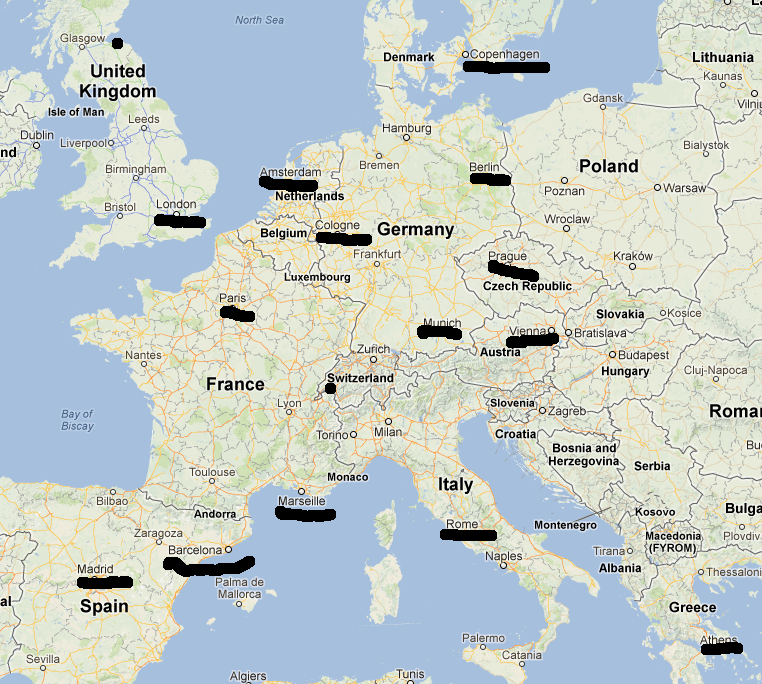 North Sea
Glasgow
Denmark
Copenhagen
Lithuania
United
Kingdom
Kaunas
Isle of Man
Gdansk
Leeds
Hamburg
Dublin
Liverpool
nd
Bialystok
Bremen
Birmingham
Amsterdam
Berlin
Poland
Poznan
Warsaw
Netherlands
Bristol
London
Wroclaw
Belgium
Cologne
Germany
Frankfurt
Prague
Kraków
Luxembourg
Czech Republic
Paris
Slovakia
Kosice
Munich
Vienna
Bratislava
Nantes
Zurich
Austria
Budapest
Hungary
Cluj-Napoca
France
Switzerland
Lyon
Slovenia
Zagreb
Romar
Bay of
Biscay
Torino
Milan
Croatia
Bosnia and
Herzegovina
Serbia
Toulouse
Monaco
Italy
Bilbao
Marseille
Andorra
Kosovo
Bulga
Rome
Montenegro
Zaragoza
Macedonia
(FYROM)
Plovdiv
Barcelona
Tirana
Naples
Albania
Madrid
Thessaloni
Palma de
Mallorca
al
Spain
Greece
Palermo
Athens
Catania
Sevilla
Algiers
Tunis